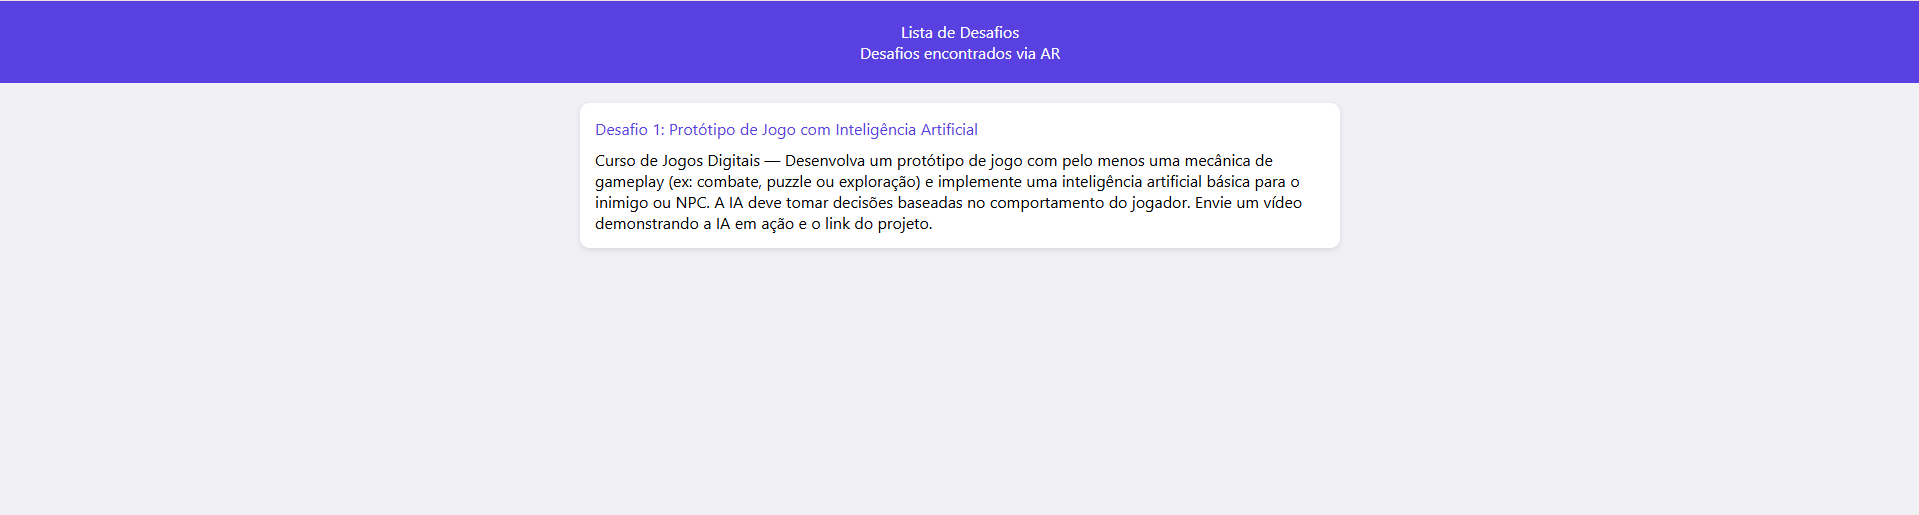 Lista de Desafios
Desafios encontrados via AR
Desafio 1: Protótipo de Jogo com Inteligência Artificial
Curso de Jogos Digitais — Desenvolva um protótipo de jogo com pelo menos uma mecânica de
gameplay (ex: combate, puzzle ou exploração) e implemente uma inteligência artificial básica para o
inimigo ou NPC. A IA deve tomar decisões baseadas no comportamento do jogador. Envie um vídeo
demonstrando a IA em ação e o link do projeto.